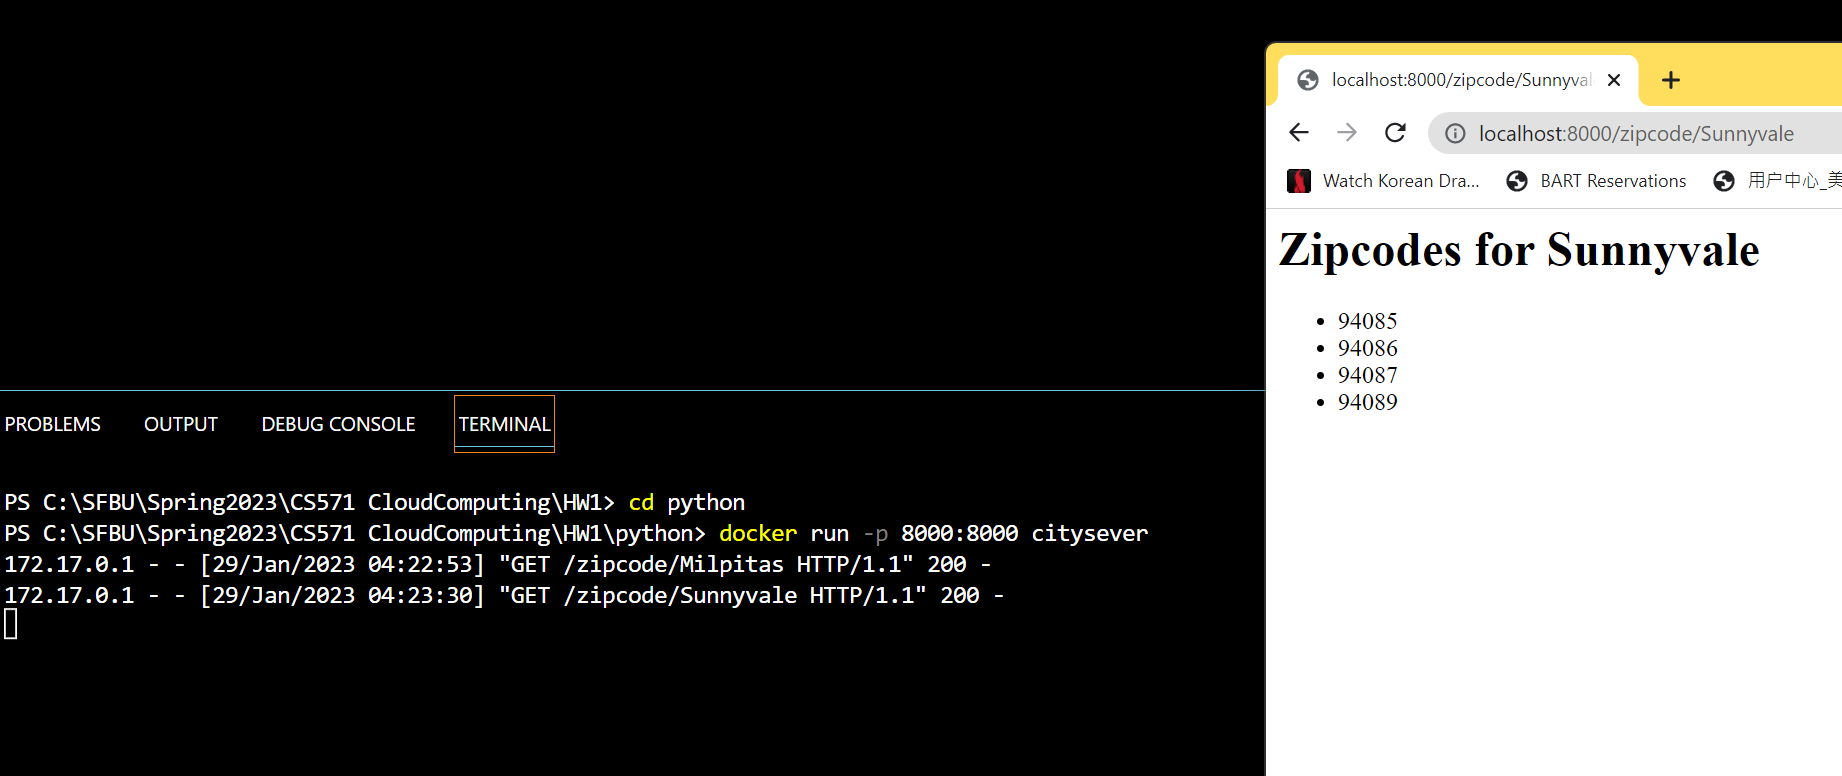 PROBLEMS OUTPUT DEBUG CONSOLE TERMINAL
PS C:\SFBU\Spring2023\CS571 CloudComputing\HW1> cd python
PS C:\SFBU\Spring2023\CS571 CloudComputing\HW1\python> docker run -p 8000:8000 citysever
172.17.0.1 - - [29/Jan/2023 04:22:53] "GET /zipcode/Milpitas HTTP/1.1" 200 -
172.17.0.1 - - [29/Jan/2023 04:23:30] "GET /zipcode/Sunnyvale HTTP/1.1" 200 -
localhost:8000/zipcode/Sunnyval
localhost:8000/zipcode/Sunnyvale
Watch Korean Dra... BART Reservations 用户中心_美
Zipcodes for Sunnyvale
• 94085
• 94086
• 94087
• 94089